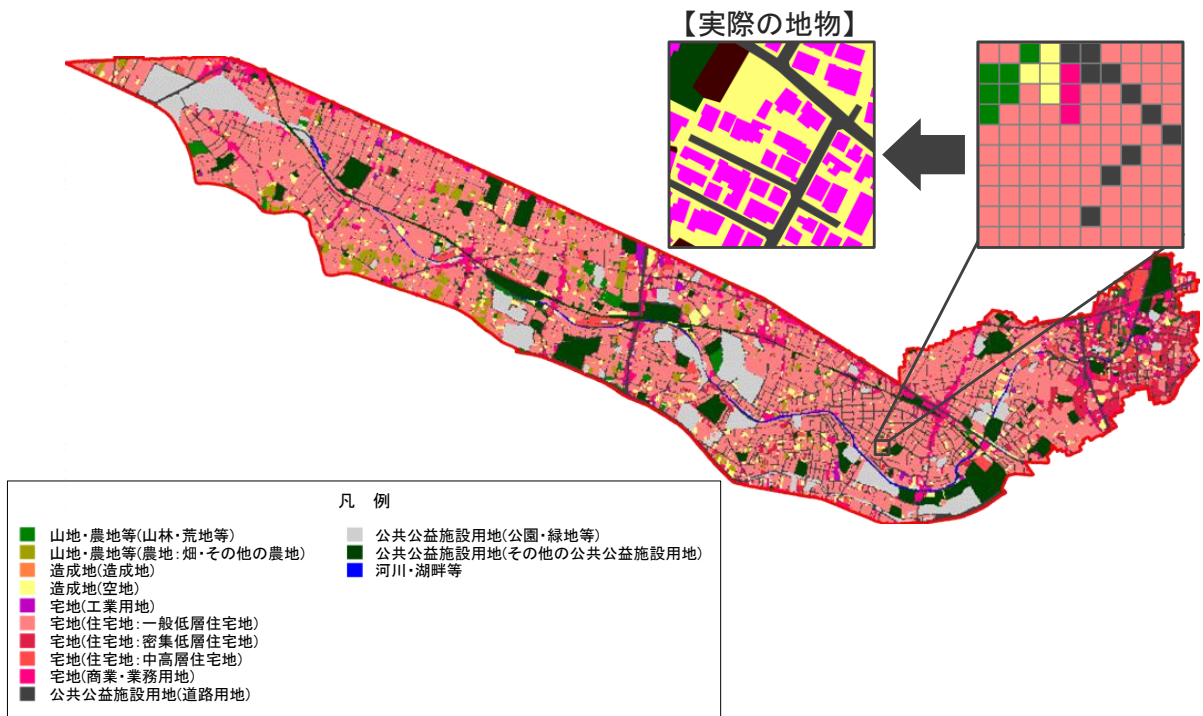 【実際の地物】
凡 例
山地・農地等(山林・荒地等)
山地・農地等(農地:畑・その他の農地)
造成地(造成地)
造成地(空地)
宅地(工業用地)
宅地(住宅地:一般低層住宅地)
宅地(住宅地:密集低層住宅地)
宅地(住宅地:中高層住宅地)
宅地(商業・業務用地)
公共公益施設用地(道路用地)
公共公益施設用地(公園・緑地等)
公共公益施設用地(その他の公共公益施設用地)
河川・湖畔等